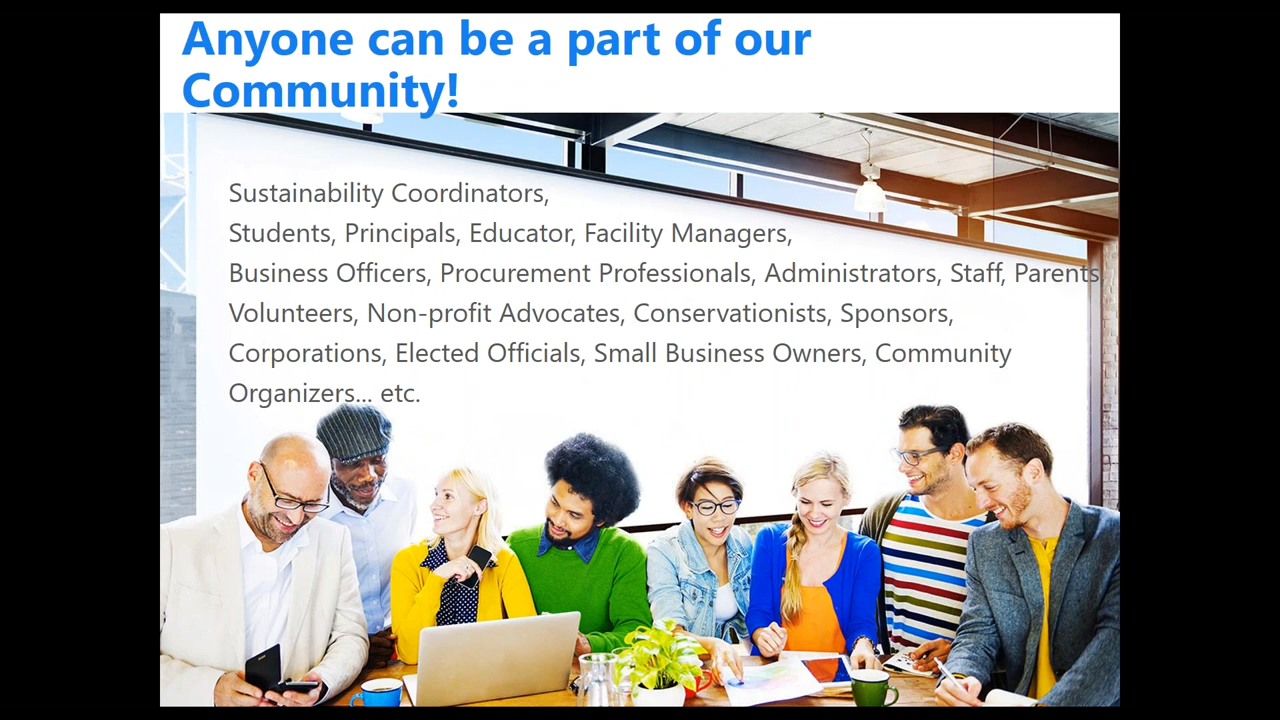 Anyone can be a part of our
Community!
Sustainability Coordinators,
Students, Principals, Educator, Facility Managers,
Business Officers, Procurement Professionals, Administrators, Staff, Parents
Volunteers, Non-profit Advocates, Conservationists, Sponsors,
Corporations, Elected Officials, Small Business Owners, Community
Organizers... etc.